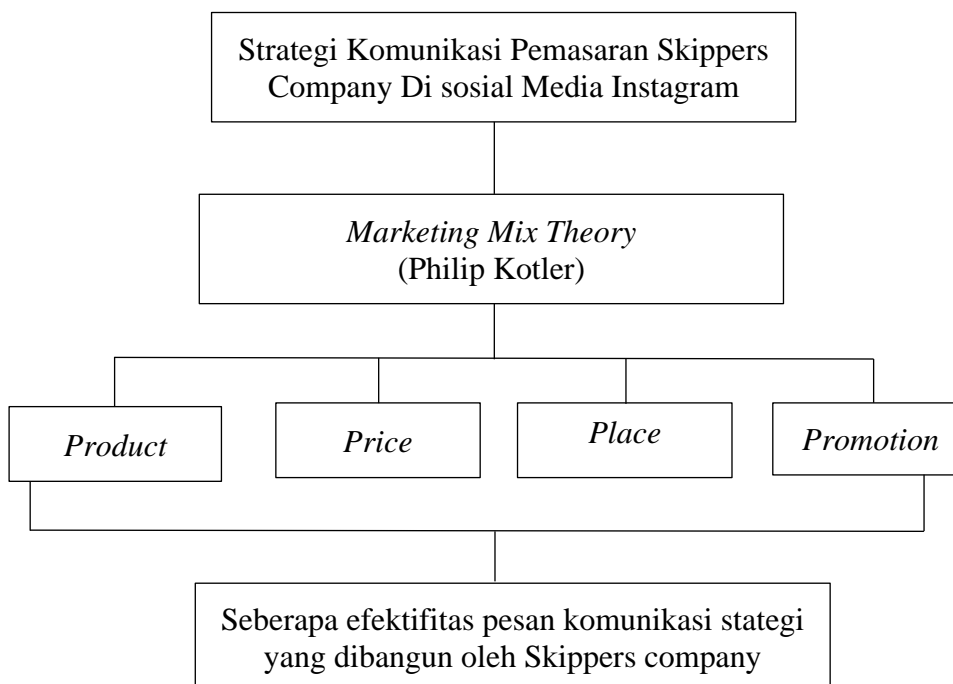 Strategi Komunikasi Pemasaran Skippers
Company Di sosial Media Instagram
Marketing Mix Theory
(Philip Kotler)
Product
Price
Place
Promotion
Seberapa efektifitas pesan komunikasi stategi
yang dibangun oleh Skippers company